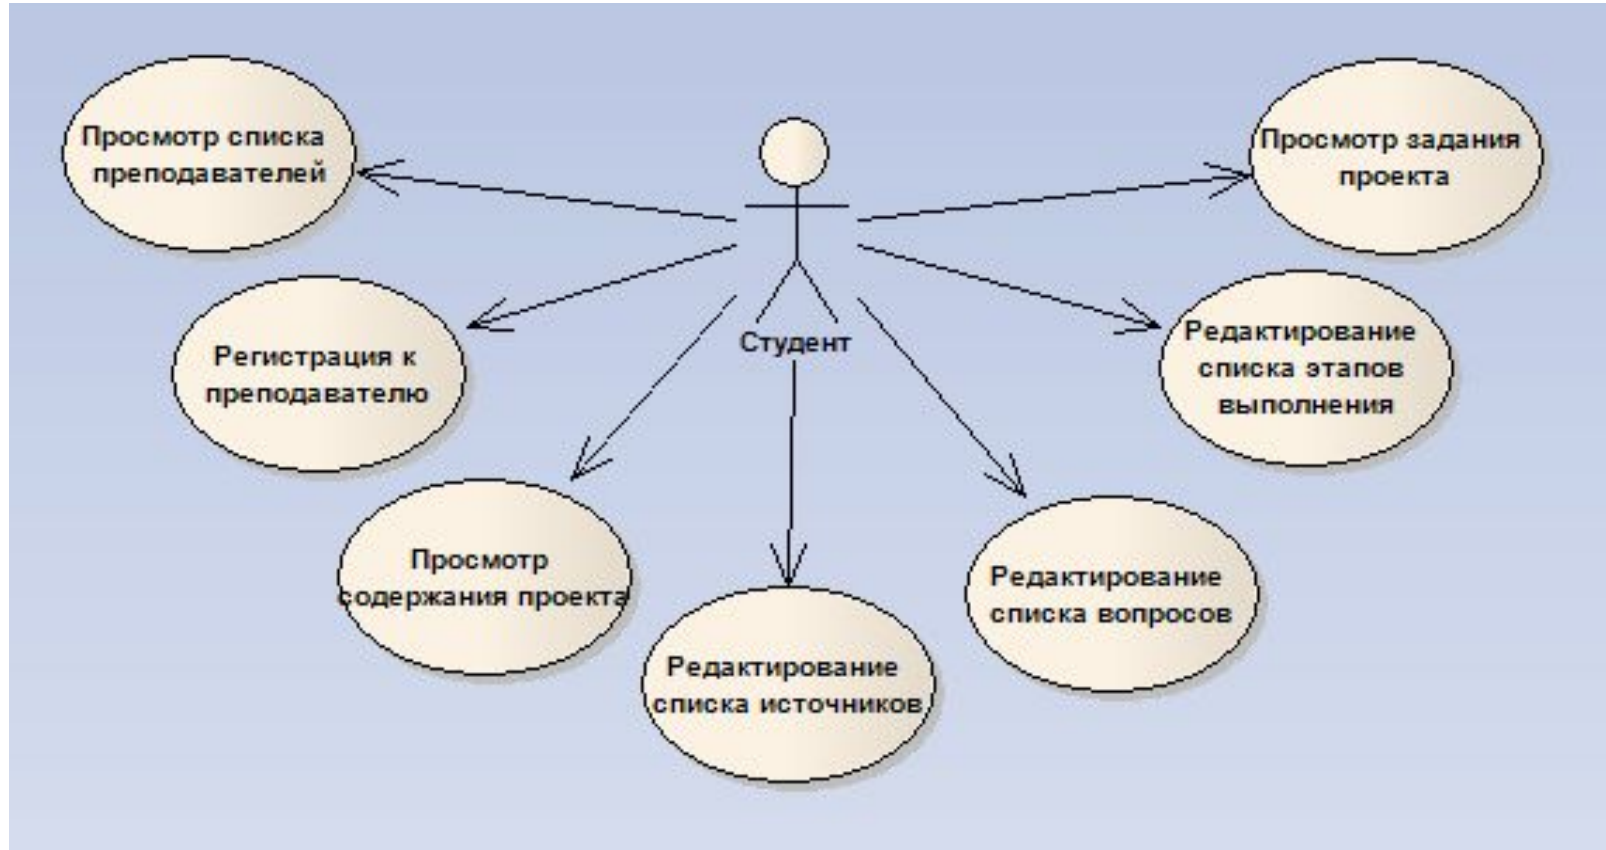 Просмотр списка
преподавателей
Просмотр задания
проекта
Студент
Регистрация к
преподавателю
Редактирование
списка этапов
выполнения
Просмотр
содержания проекта
Редактирование
списка вопросов
Редактирование
списка источников